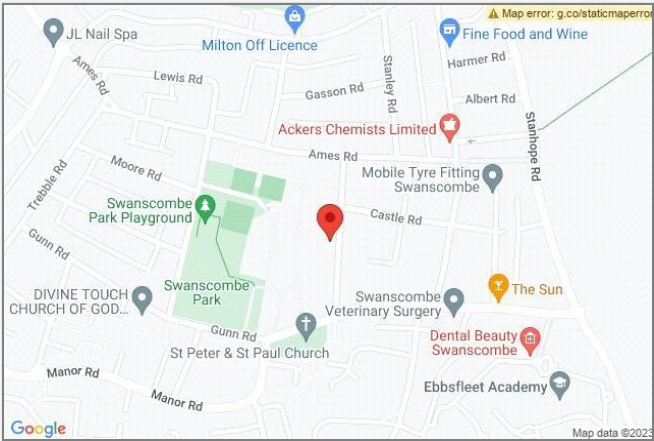 Map error: g.co/staticmaperror
JL Nail Spa
Milton Off Licence
Fine Food and Wine
Ames Rd
Lewis Rd
Gasson Rd
Stanley Rd
Harmer Rd
Albert Rd
Stanhope Rd
Ackers Chemists Limited
Ames Rd
Moore Rd
Mobile Tyre Fitting
Swanscombe
Trebble Rd
Swanscombe
Park Playground
Castle Rd
Gunn Rd
Swanscombe
Park
DIVINE TOUCH
CHURCH OF GOD...
Swanscombe
Veterinary Surgery
The Sun
Gunn Rd
St Peter & St Paul Church
Dental Beauty
Swanscombe
Manor Rd
Manor Rd
Ebbsfleet Academy
Google
Map data ©2023